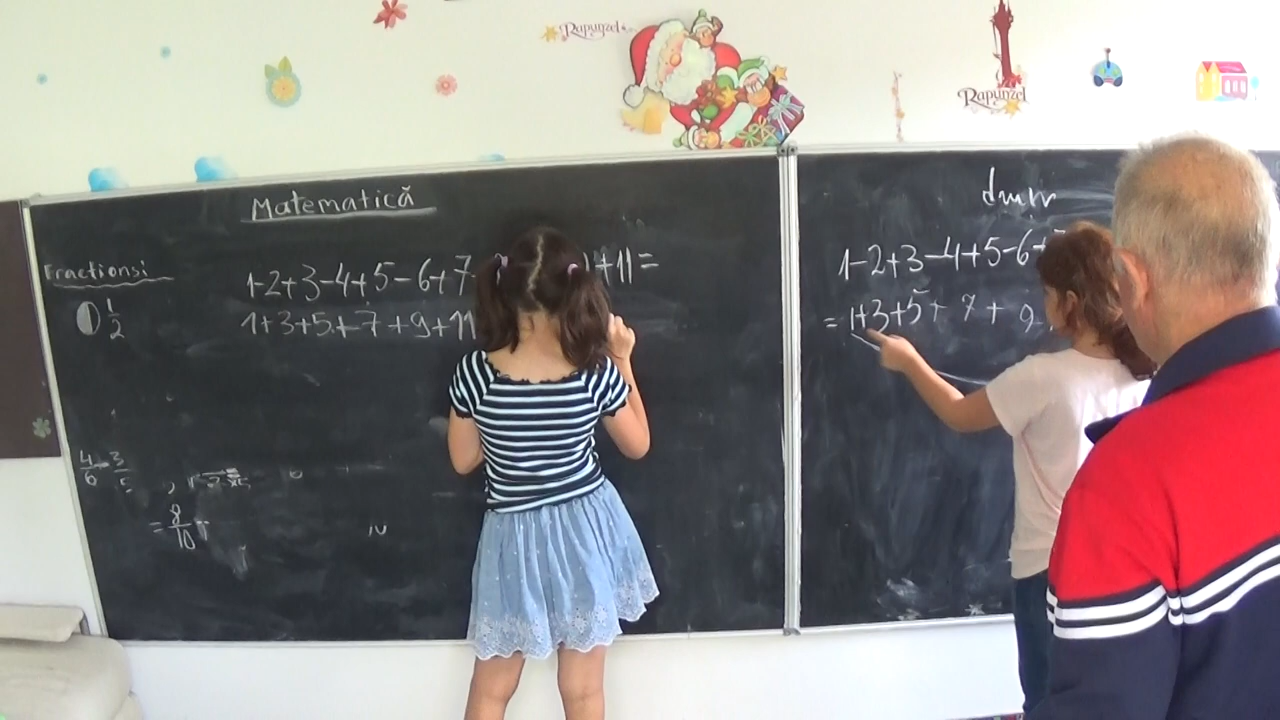 Rapunzel
Rapunzel
Matematică
Fractionsi
1/2
1-2+3-4+5-6+7
+11=
1+3+5+7+9+11
4/6 3/5
= 8/10
1-2+3-4+5-6+
= 1+3+5+7+9